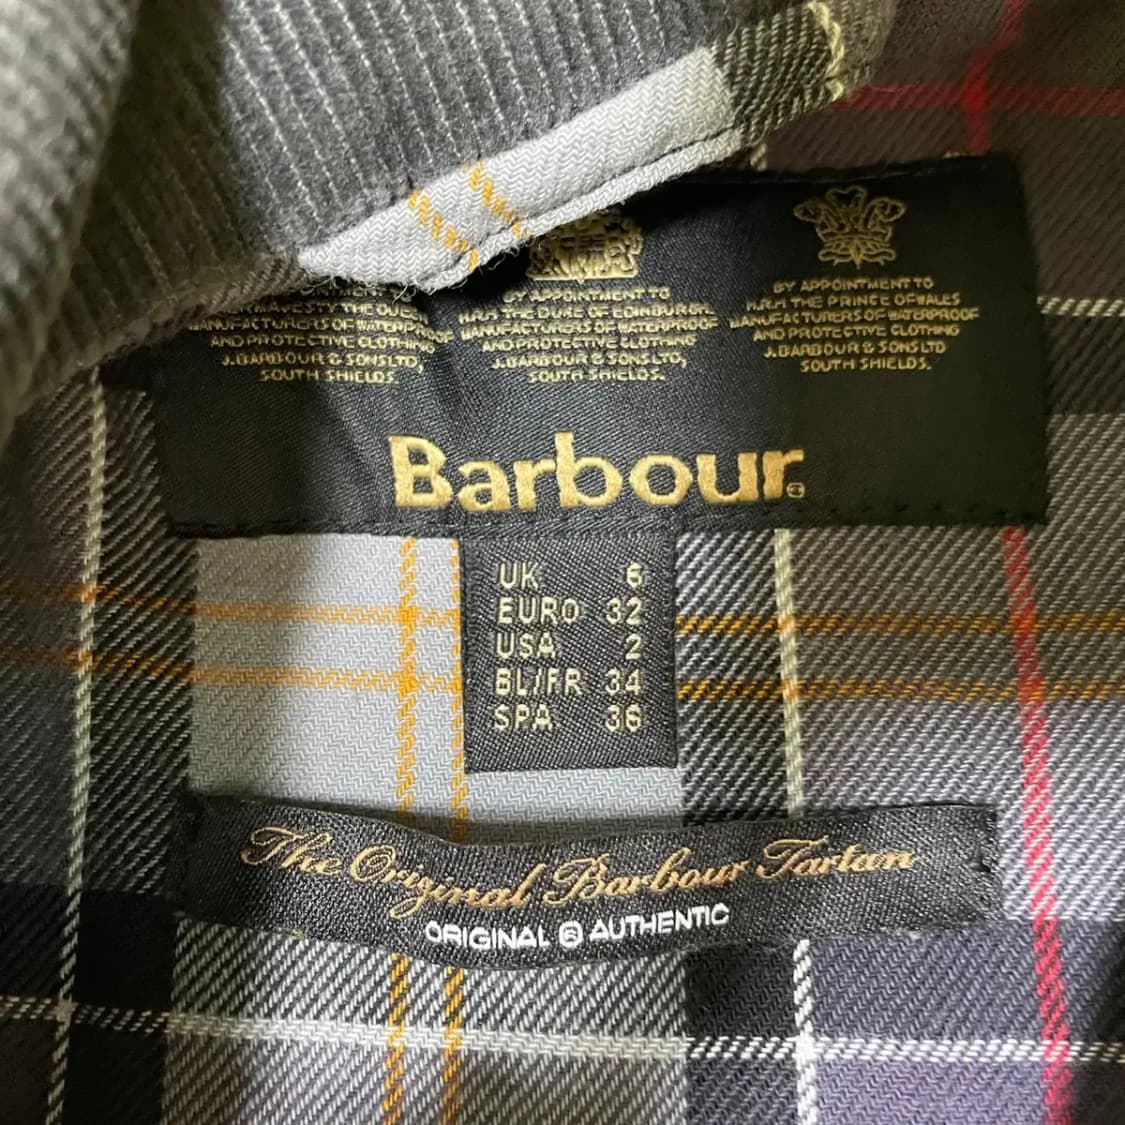 BY APPOINTMENT TO
BY APPOINTMENT TO
THE QUEEN
H.R.H. THE DUKE OF EDINBURGH
H.R.H. THE PRINCE OF WALES
MANUFACTURERS OF WATERPROOF
MANUFACTURERS OF WATERPROOF
MANUFACTURERS OF WATERPROOF
AND PROTECTIVE CLOTHING
AND PROTECTIVE CLOTHING
AND PROTECTIVE CLOTHING
J.BARBOUR & SONS LTD,
J.BARBOUR & SONS LTD,
J.BARBOUR & SONS LTD
SOUTH SHIELDS.
SOUTH SHIELDS.
SOUTH SHIELDS.
Barbour®
UK 6
EURO 32
USA 2
BL/FR 34
SPA 36
The Original Barbour Tartan
ORIGINAL ® AUTHENTIC